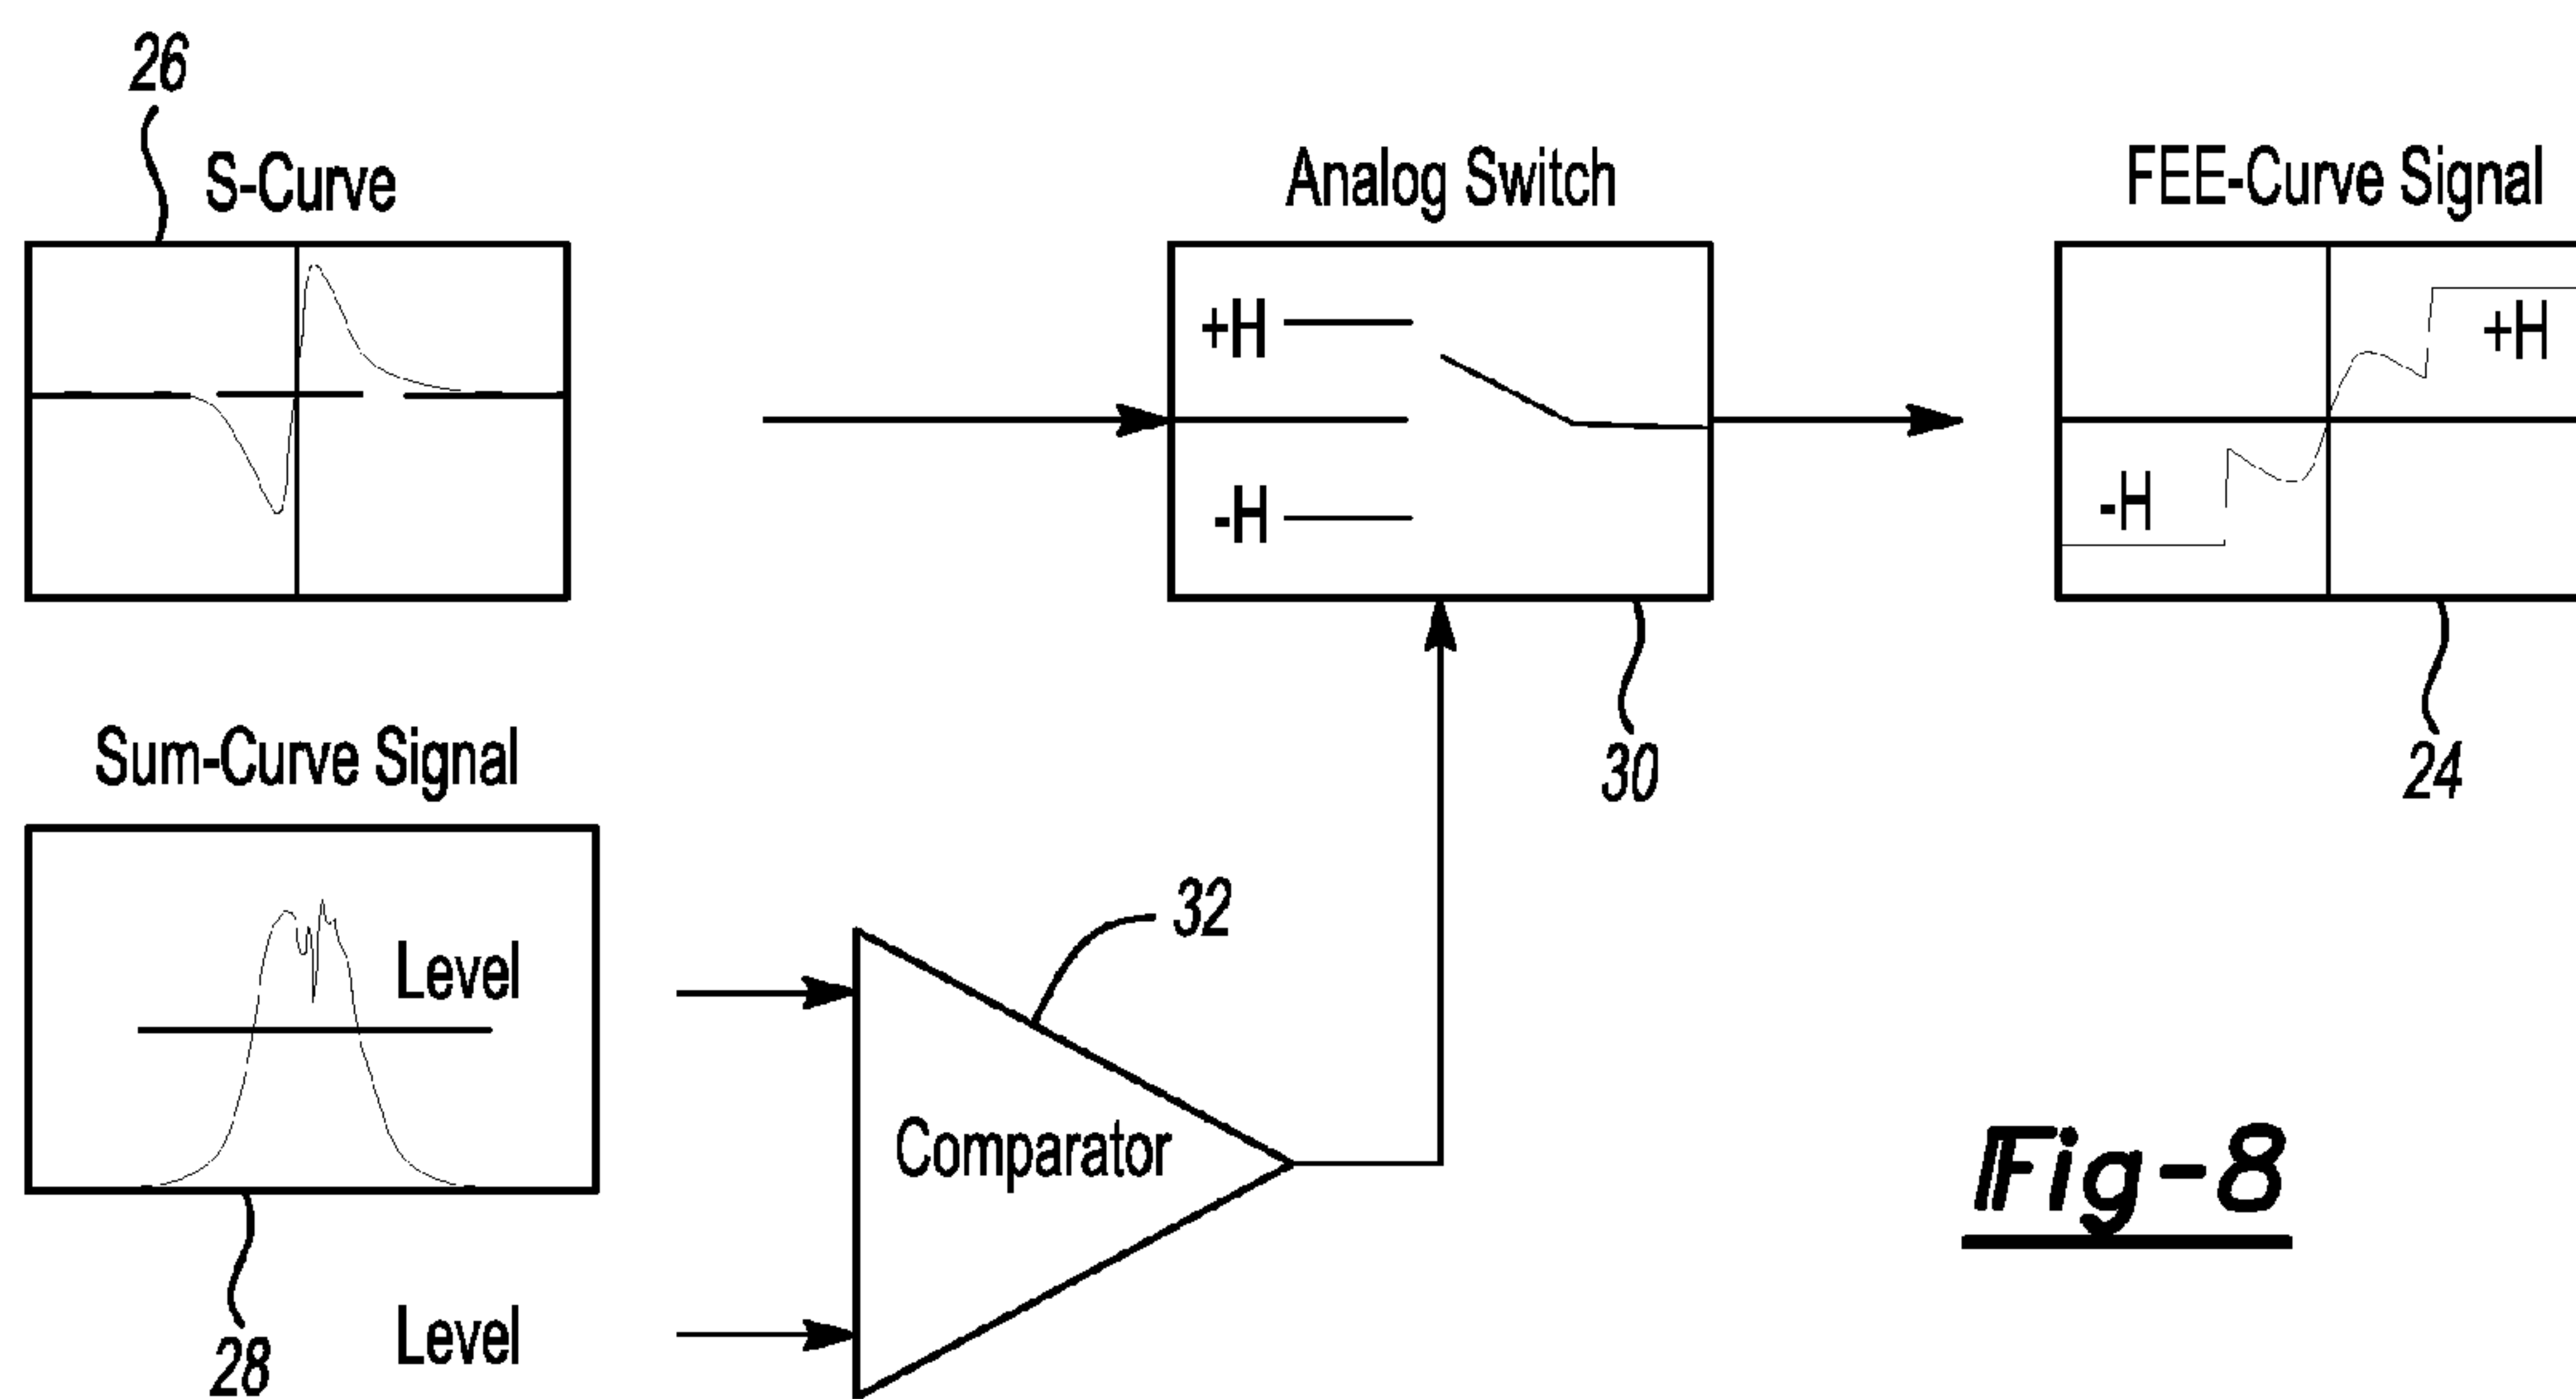 26
S-Curve
Analog Switch
FEE-Curve Signal
+H
-H
+H
-H
30
24
Sum-Curve Signal
Level
28
Level
32
Comparator
Fig-8